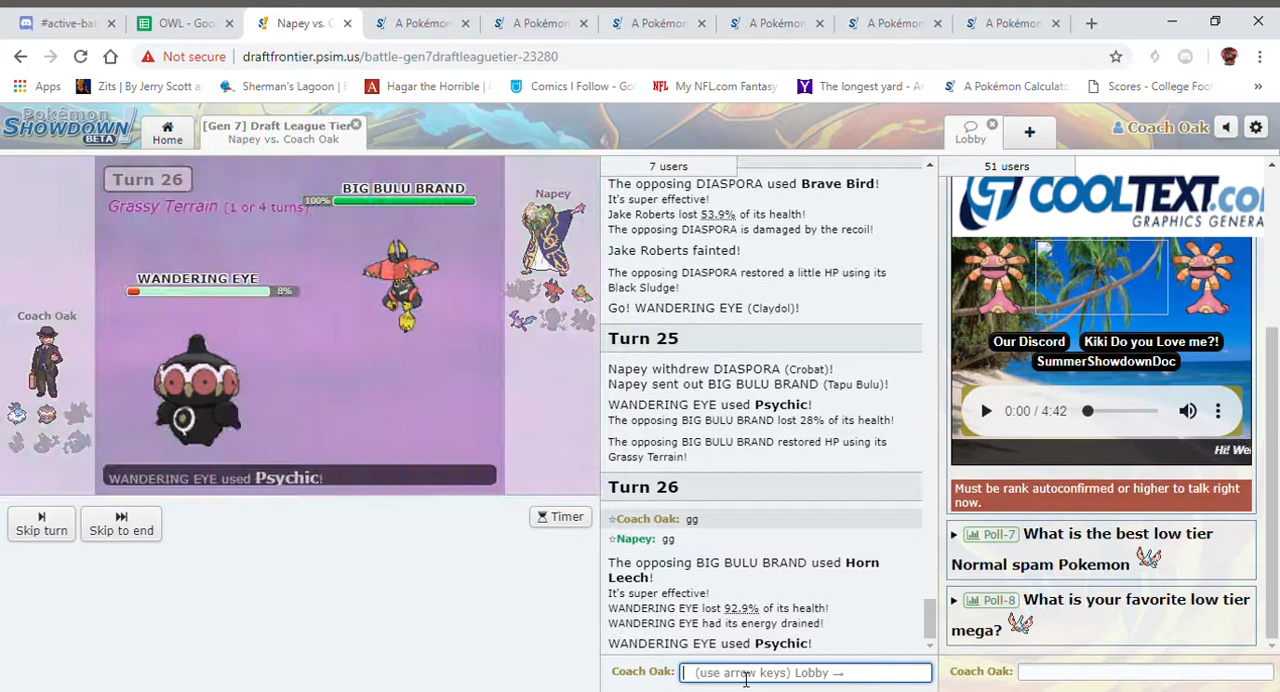 #active-bat
OWL - Goo
Napey vs. C
A Pokémon
A Pokémon
A Pokémon
A Pokémon
A Pokémon
A Pokémon
Not secure
draftfrontier.psim.us/battle-gen7draftleaguetier-23280
Apps
Zits | By Jerry Scott a
Sherman's Lagoon | E
Hagar the Horrible |
Comics I Follow - Go
NFL My NFL.com Fantasy
The longest yard - A
A Pokémon Calculato
Scores - College Foo
Pokémon
SHOWDOWN!
BETA
Home
[Gen 7] Draft League Tier
Napey vs. Coach Oak
Lobby
Coach Oak
Turn 26
Grassy Terrain (1 or 4 turns)
BIG BULU BRAND
100%
WANDERING EYE
8%
Coach Oak
Napey
WANDERING EYE used Psychic!
Skip turn
Skip to end
Timer
7 users
The opposing DIASPORA used Brave Bird!
It's super effective!
Jake Roberts lost 53.9% of its health!
The opposing DIASPORA is damaged by the recoil!
Jake Roberts fainted!
The opposing DIASPORA restored a little HP using its
Black Sludge!
Go! WANDERING EYE (Claydol)!
Turn 25
Napey withdrew DIASPORA (Crobat)!
Napey sent out BIG BULU BRAND (Tapu Bulu)!
WANDERING EYE used Psychic!
The opposing BIG BULU BRAND lost 28% of its health!
The opposing BIG BULU BRAND restored HP using its
Grassy Terrain!
Turn 26
☆Coach Oak: gg
☆Napey: gg
The opposing BIG BULU BRAND used Horn
Leech!
It's super effective!
WANDERING EYE lost 92.9% of its health!
WANDERING EYE had its energy drained!
WANDERING EYE used Psychic!
Coach Oak:
(use arrow keys) Lobby →
51 users
COOLTEXT.CO
GRAPHICS GENERA
Our Discord
Kiki Do you Love me?!
SummerShowdownDoc
0:00 / 4:42
Hi! We
Must be rank autoconfirmed or higher to talk right
now.
Poll-7 What is the best low tier
Normal spam Pokemon
Poll-8 What is your favorite low tier
mega?
Coach Oak: